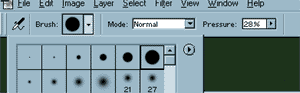 File Edit Image Layer Select Filter View Window Help
Brush: Mode: Normal Pressure: 28%
21 27